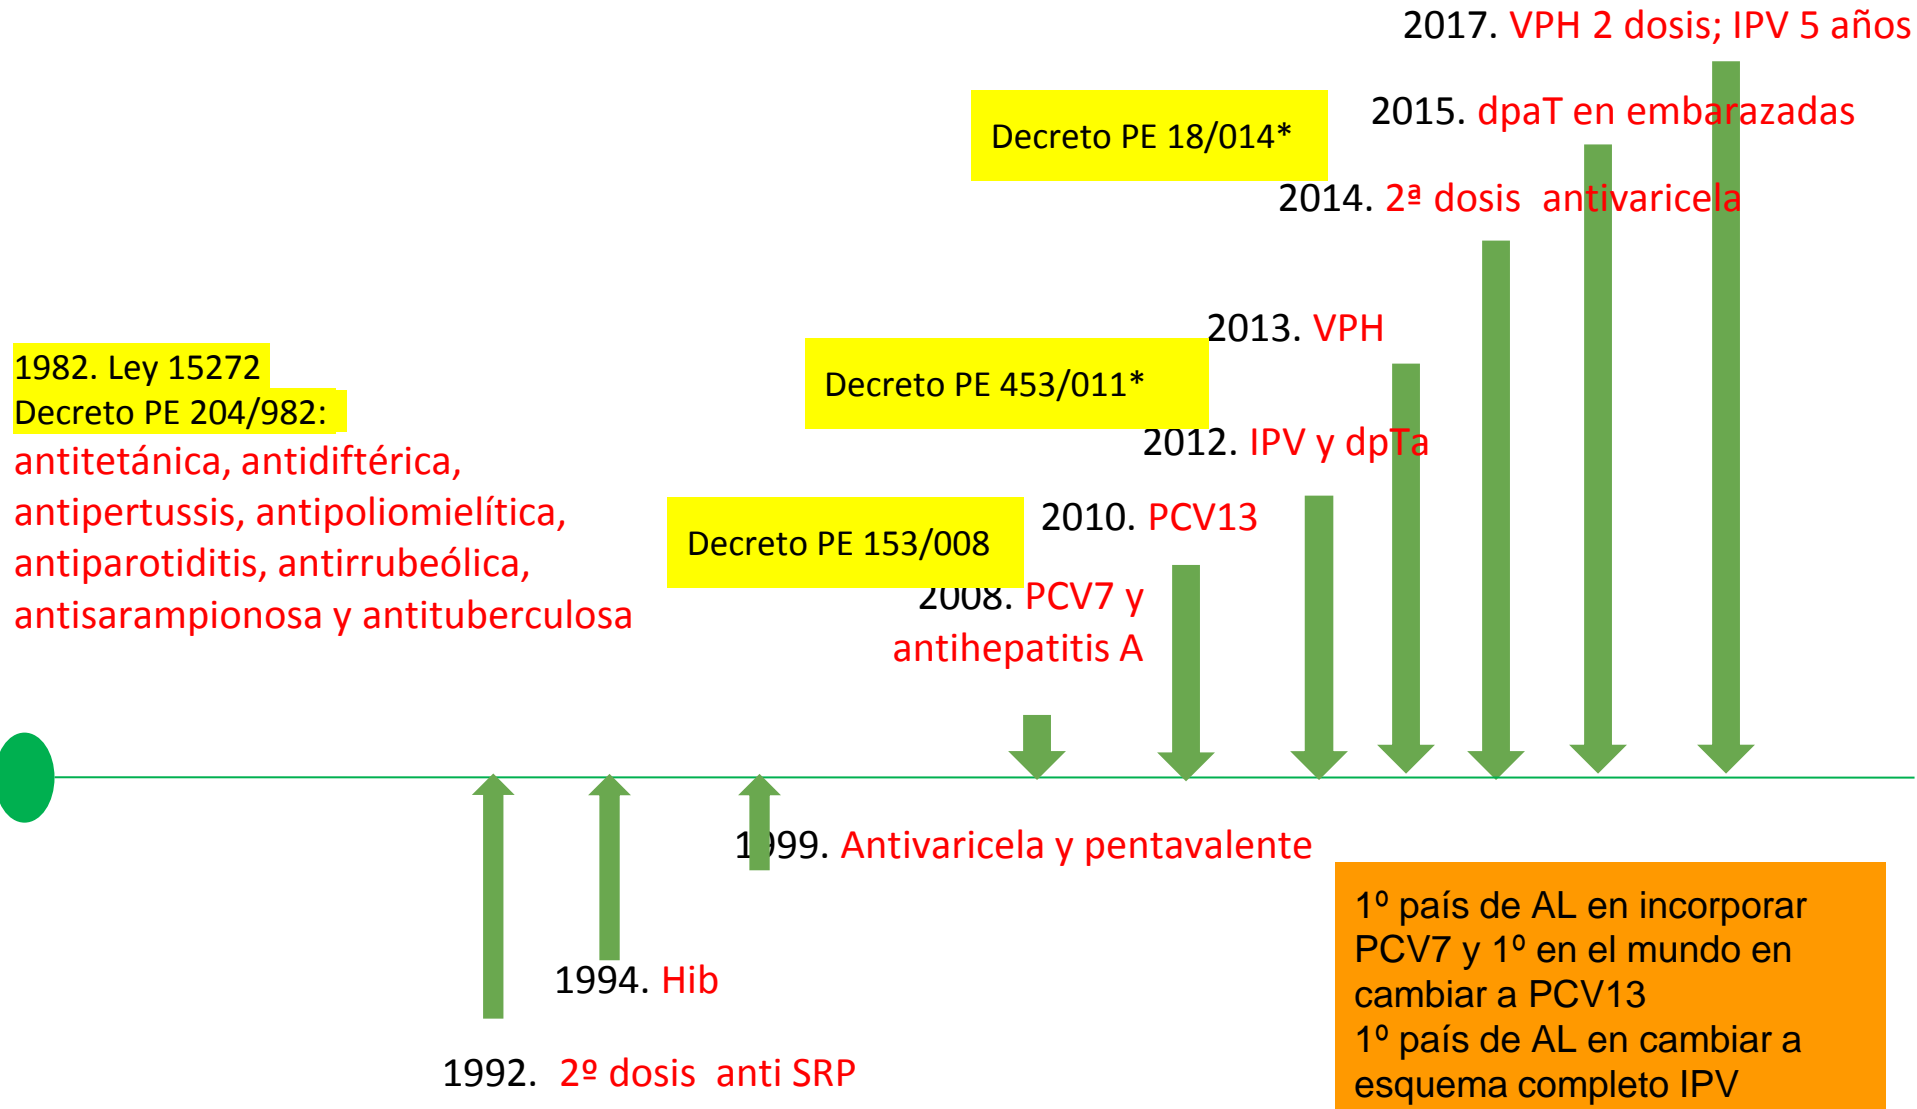 2017. VPH 2 dosis; IPV 5 años
2015. dpaT en embarazadas
Decreto PE 18/014*
2014. 2ª dosis antivaricela
2013. VPH
1982. Ley 15272
Decreto PE 204/982:
antitetánica, antidiftérica,
antipertussis, antipoliomielítica,
antiparotiditis, antirrubeólica,
antisarampionosa y antituberculosa
Decreto PE 453/011*
2012. IPV y dpTa
2010. PCV13
Decreto PE 153/008
2008. PCV7 y
antihepatitis A
1999. Antivaricela y pentavalente
1994. Hib
1992. 2º dosis anti SRP
1º país de AL en incorporar
PCV7 y 1º en el mundo en
cambiar a PCV13
1º país de AL en cambiar a
esquema completo IPV